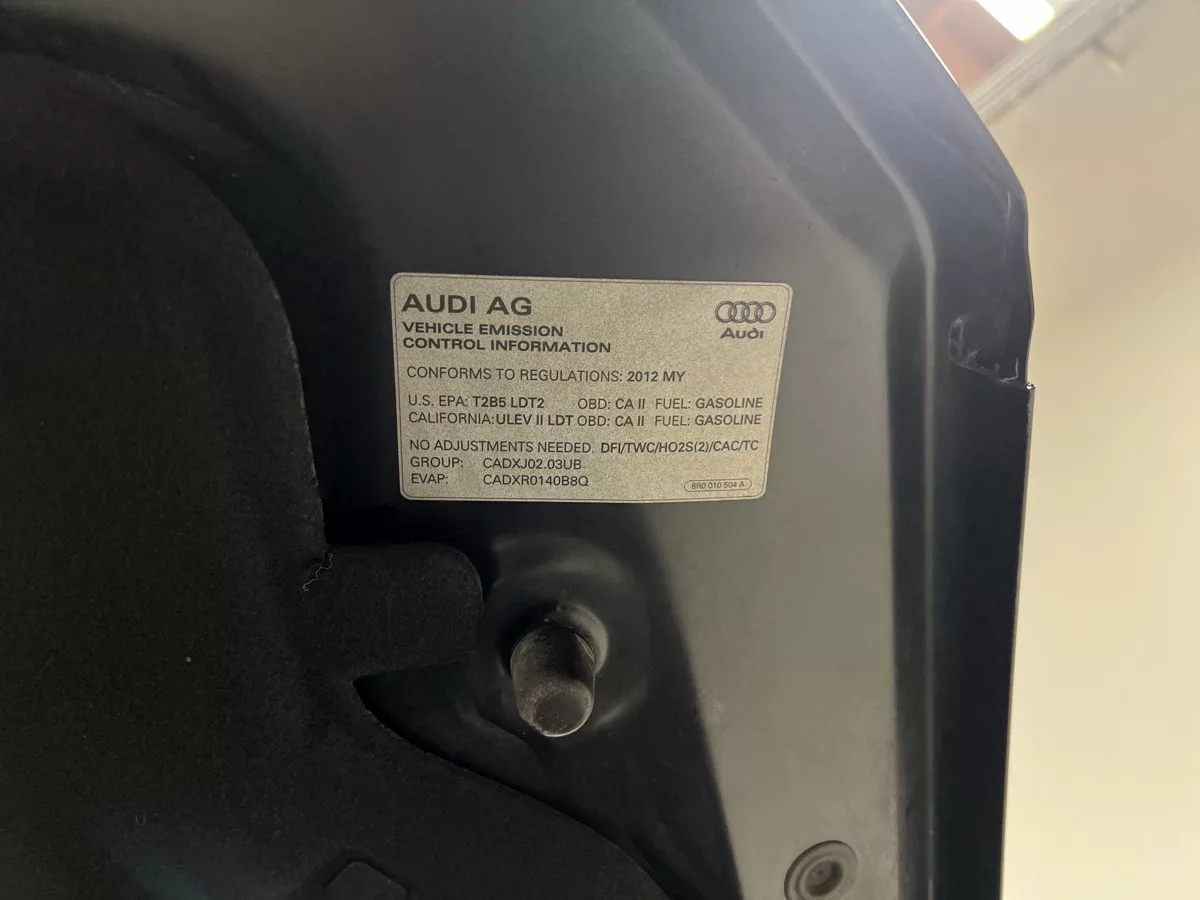 AUDI AG
Audi
VEHICLE EMISSION
CONTROL INFORMATION
CONFORMS TO REGULATIONS: 2012 MY
U.S. EPA: T2B5 LDT2 OBD: CA II FUEL: GASOLINE
CALIFORNIA: ULEV II LDT OBD: CA II FUEL: GASOLINE
NO ADJUSTMENTS NEEDED. DFI/TWC/HO2S(2)/CAC/TC
GROUP: CADXJ02.03UB
EVAP: CADXR0140B8Q
8R0 010 504 A